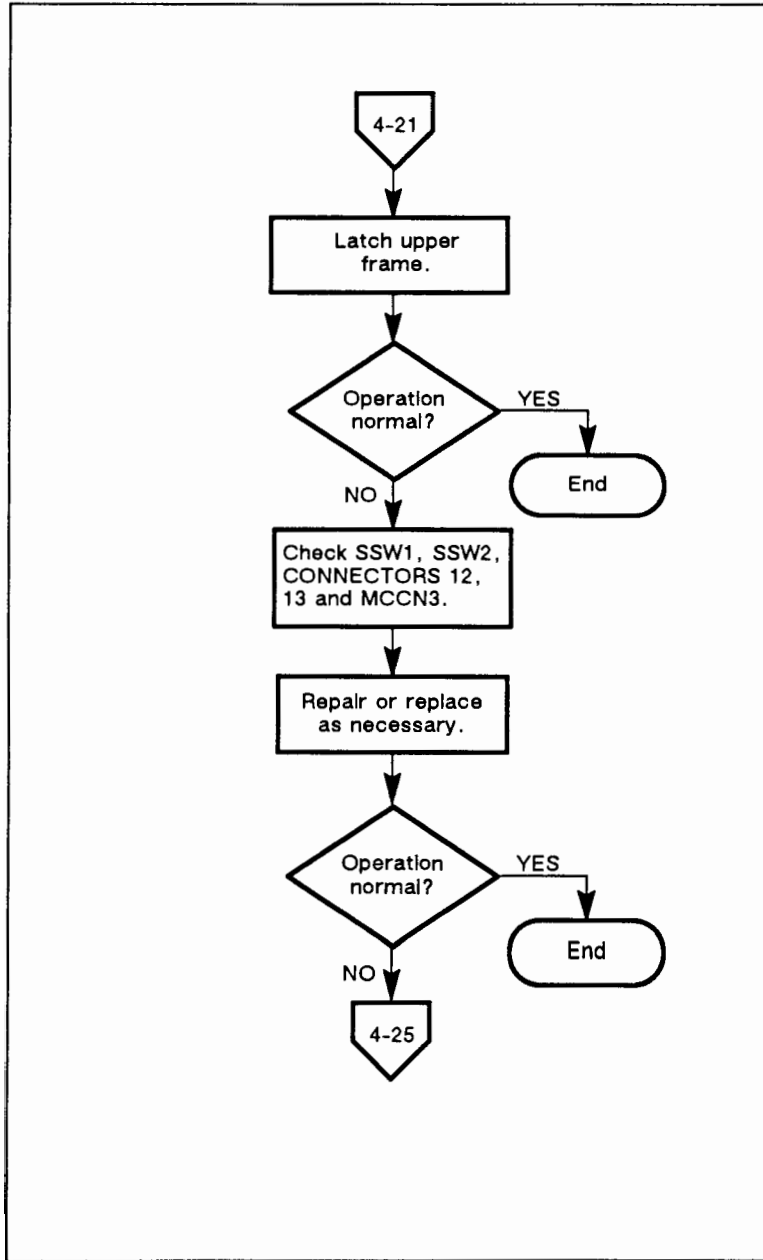 4-21
Latch upper
frame.
Operation
normal?
YES
End
NO
Check SSW1, SSW2,
CONNECTORS 12,
13 and MCCN3.
Repair or replace
as necessary.
Operation
normal?
YES
End
NO
4-25